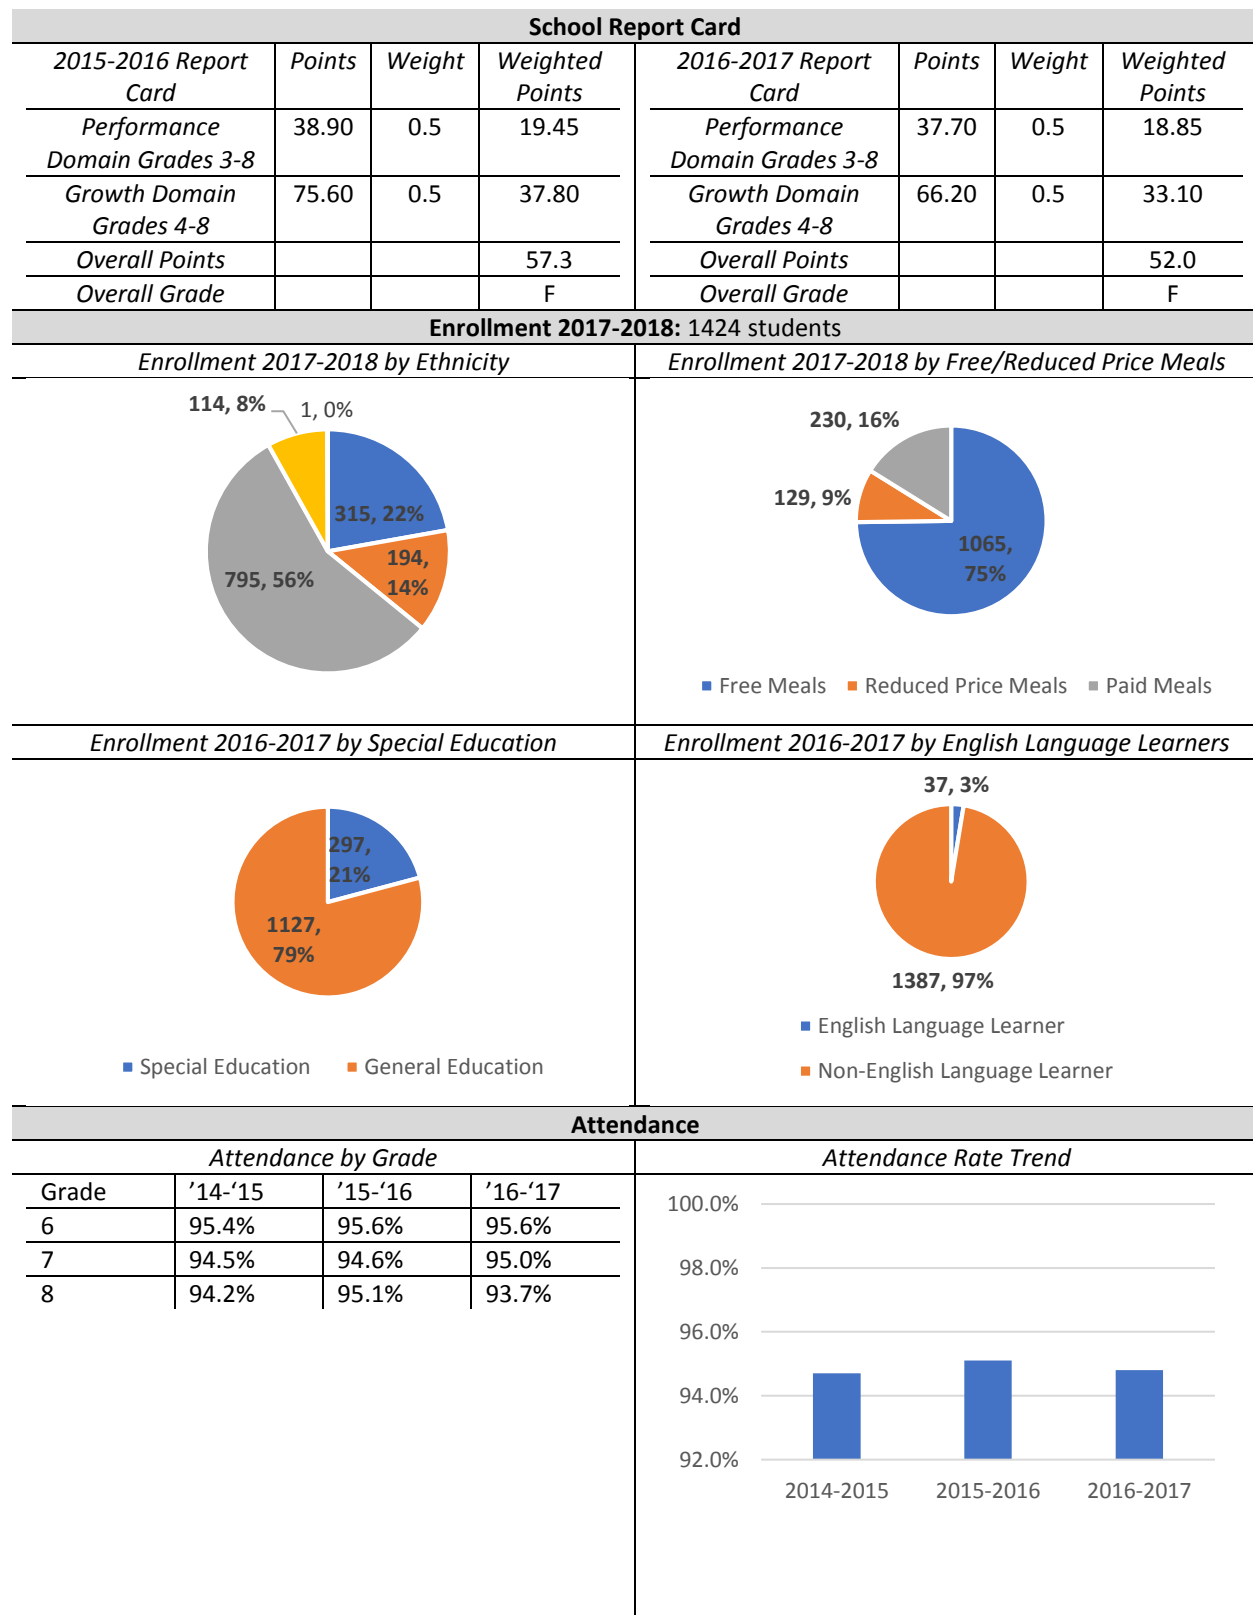 School Report Card
2015-2016 Report Card Points Weight Weighted Points
Performance Domain Grades 3-8 38.90 0.5 19.45
Growth Domain Grades 4-8 75.60 0.5 37.80
Overall Points 57.3
Overall Grade F
2016-2017 Report Card Points Weight Weighted Points
Performance Domain Grades 3-8 37.70 0.5 18.85
Growth Domain Grades 4-8 66.20 0.5 33.10
Overall Points 52.0
Overall Grade F
Enrollment 2017-2018: 1424 students
Enrollment 2017-2018 by Ethnicity
114, 8%
1, 0%
315, 22%
194,
14%
795, 56%
Enrollment 2017-2018 by Free/Reduced Price Meals
230, 16%
129, 9%
1065,
75%
Free Meals Reduced Price Meals Paid Meals
Enrollment 2016-2017 by Special Education
297,
21%
1127,
79%
Special Education General Education
Enrollment 2016-2017 by English Language Learners
37, 3%
1387, 97%
English Language Learner
Non-English Language Learner
Attendance
Attendance by Grade
Grade ’14-‘15 ’15-‘16 ’16-‘17
6 95.4% 95.6% 95.6%
7 94.5% 94.6% 95.0%
8 94.2% 95.1% 93.7%
Attendance Rate Trend
100.0%
98.0%
96.0%
94.0%
92.0%
2014-2015 2015-2016 2016-2017